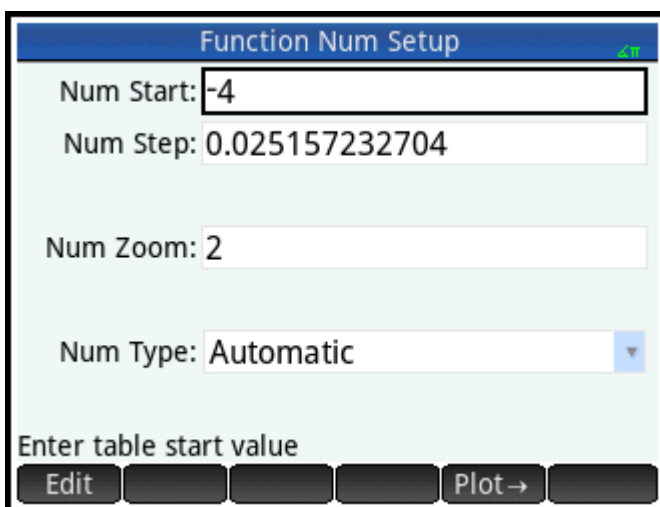 Function Num Setup
∡π
Num Start: -4
Num Step: 0.025157232704
Num Zoom: 2
Num Type: Automatic
Enter table start value
Edit Plot→